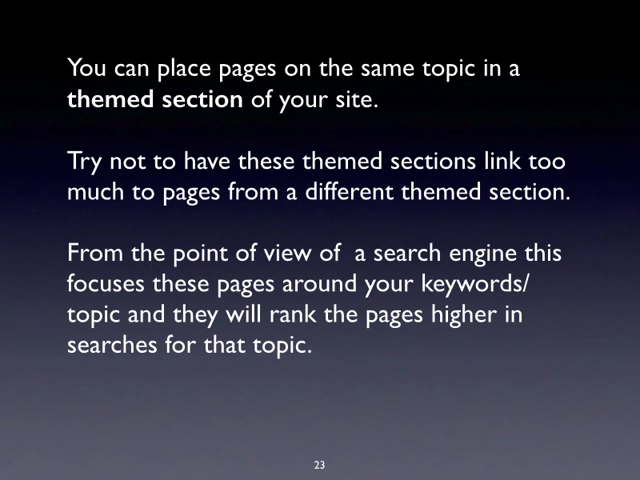 You can place pages on the same topic in a
themed section of your site.
Try not to have these themed sections link too
much to pages from a different themed section.
From the point of view of  a search engine this
focuses these pages around your keywords/
topic and they will rank the pages higher in
searches for that topic.
23